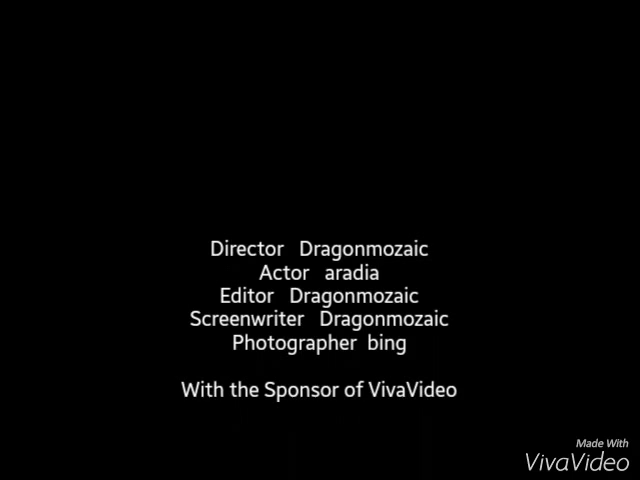 Director Dragonmozaic
Actor aradia
Editor Dragonmozaic
Screenwriter Dragonmozaic
Photographer bing
With the Sponsor of VivaVideo
Made With
VivaVideo